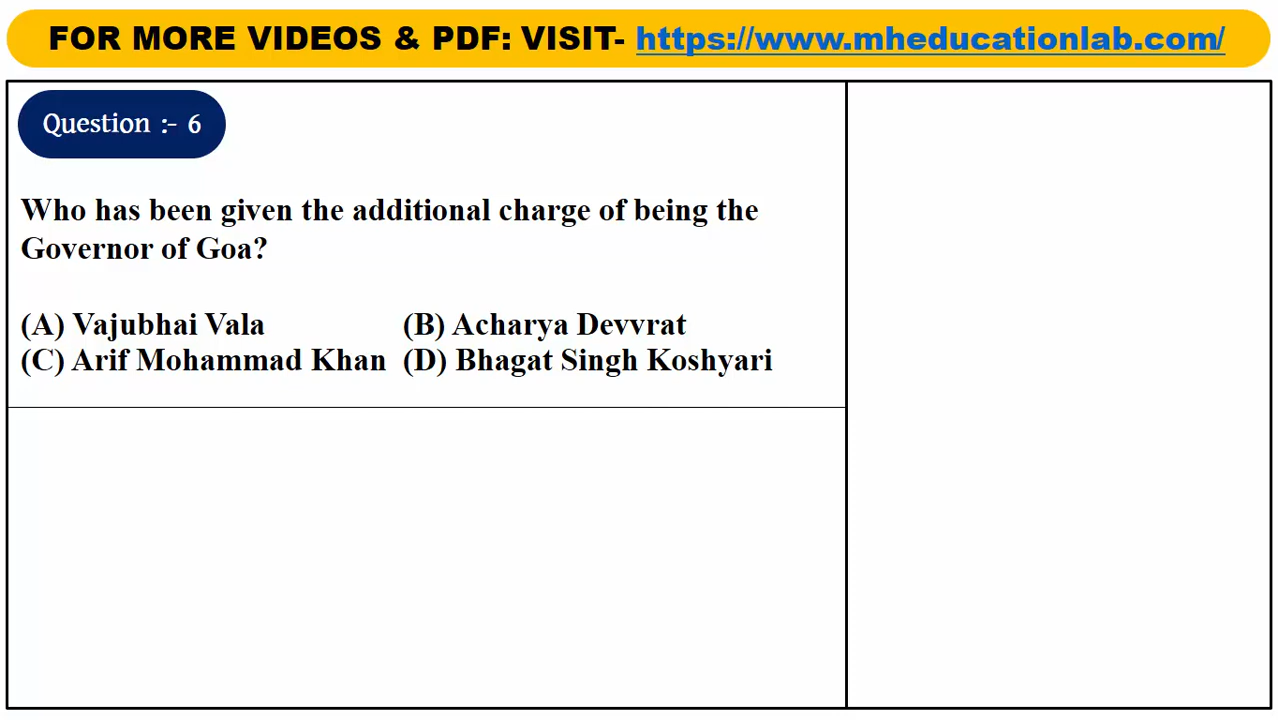 FOR MORE VIDEOS & PDF: VISIT- https://www.mheducationlab.com/
Question :- 6
Who has been given the additional charge of being the
Governor of Goa?
(A) Vajubhai Vala (B) Acharya Devvrat
(C) Arif Mohammad Khan (D) Bhagat Singh Koshyari